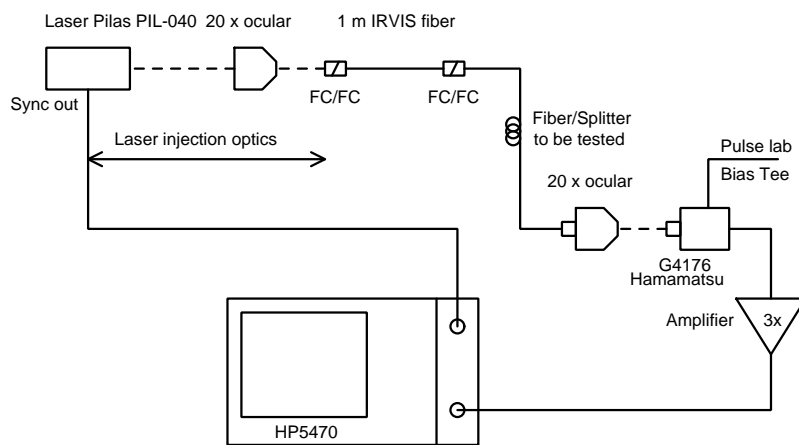 Laser Pilas PIL-040
20 x ocular
1 m IRVIS fiber
Sync out
FC/FC
FC/FC
Laser injection optics
Fiber/Splitter
to be tested
Pulse lab
Bias Tee
20 x ocular
G4176
Hamamatsu
Amplifier
3x
HP5470